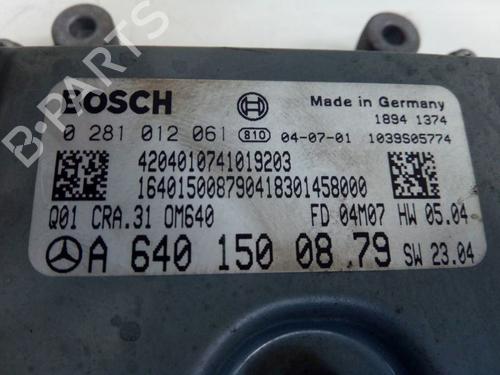 B-PARTS
BOSCH
Made in Germany
1894 1374
0 281 012 061 810 04-07-01 1039S05774
4204010741019203
164015008790418301458000
Q01 CRA.31 OM640 FD 04M07 HW 05.04
A 640 150 08 79 SW 23.04